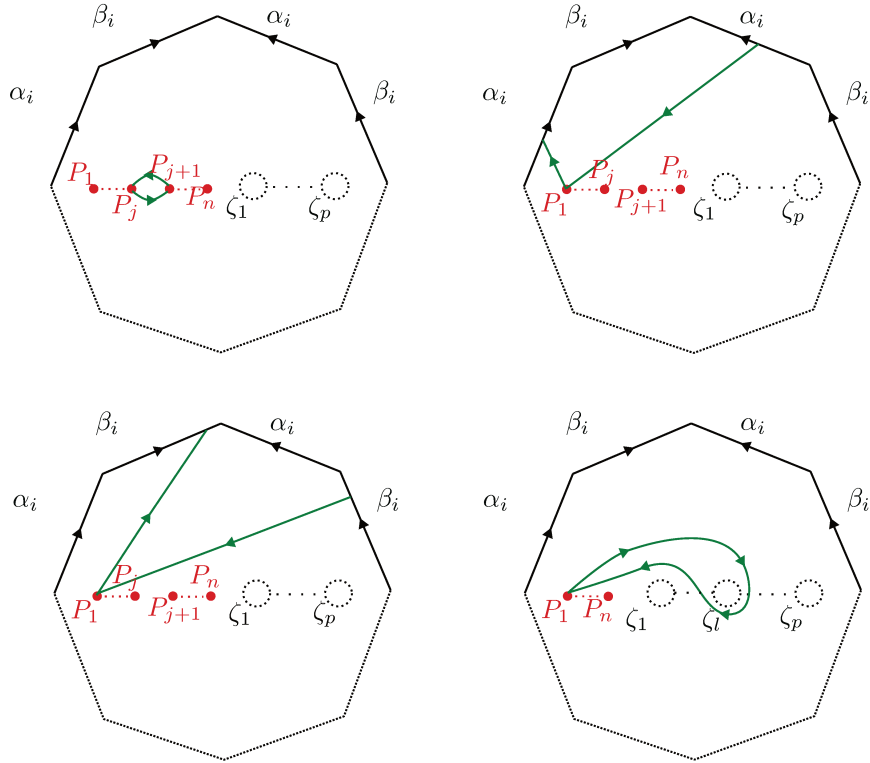 β_i α_i
α_i β_i
P_1 P_{j+1}
P_j P_n ζ_1 ζ_p
β_i α_i
α_i β_i
P_j P_n
P_1 P_{j+1} ζ_1 ζ_p
β_i α_i
α_i β_i
P_j P_n
P_1 P_{j+1} ζ_1 ζ_p
β_i α_i
α_i β_i
P_1 P_n ζ_1 ζ_l ζ_p